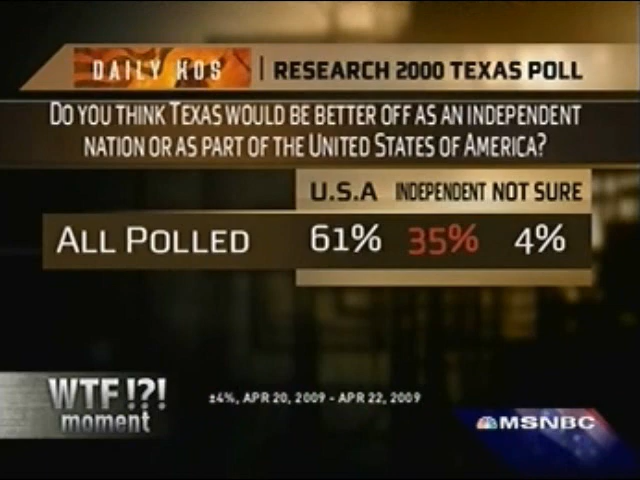 DAILY KOS | RESEARCH 2000 TEXAS POLL
DO YOU THINK TEXAS WOULD BE BETTER OFF AS AN INDEPENDENT
NATION OR AS PART OF THE UNITED STATES OF AMERICA?
U.S.A INDEPENDENT NOT SURE
ALL POLLED 61% 35% 4%
WTF!?!
moment
±4%, APR 20, 2009 - APR 22, 2009
MSNBC